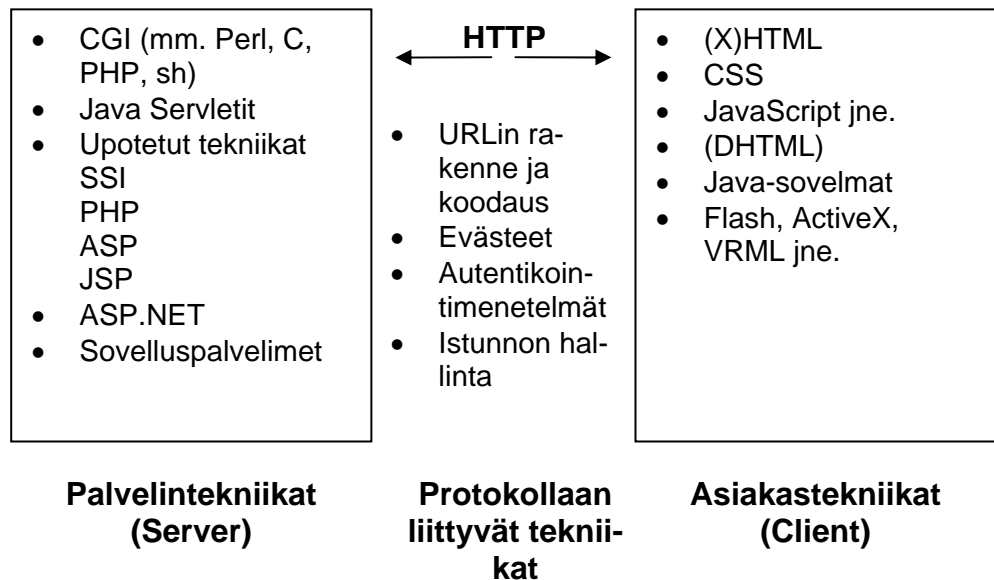 • CGI (mm. Perl, C,
PHP, sh)
• Java Servletit
• Upotetut tekniikat
SSI
PHP
ASP
JSP
• ASP.NET
• Sovelluspalvelimet
HTTP
• URLin ra-
kenne ja
koodaus
• Evästeet
• Autentikoin-
timenetelmät
• Istunnon hal-
linta
• (X)HTML
• CSS
• JavaScript jne.
• (DHTML)
• Java-sovelmat
• Flash, ActiveX,
VRML jne.
Palvelintekniikat
(Server)
Protokollaan
liittyvät teknii-
kat
Asiakastekniikat
(Client)